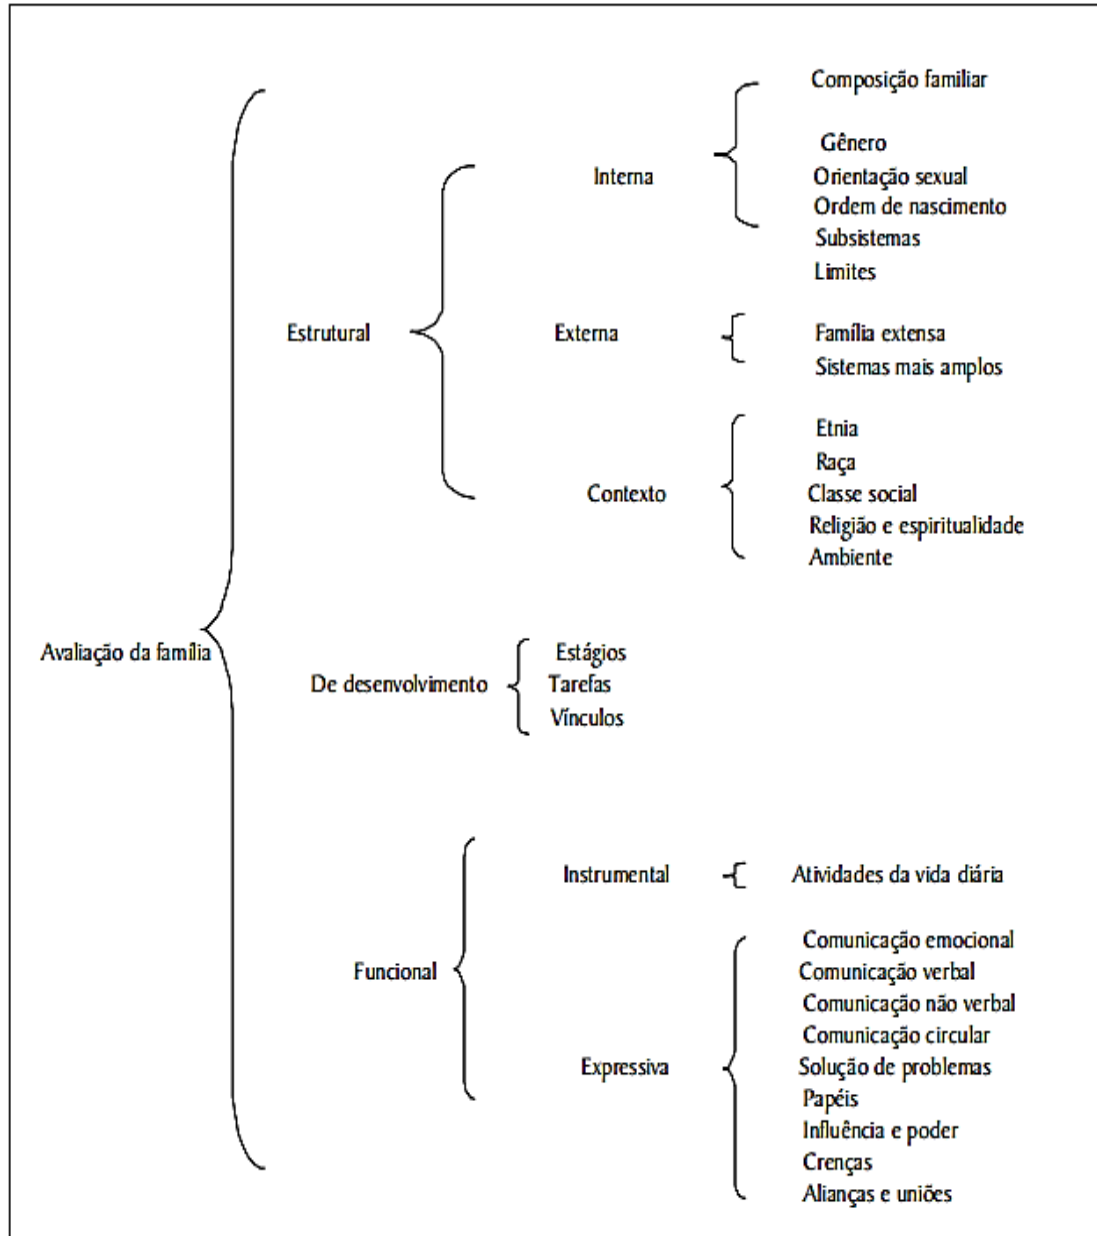 Avaliação da família
Estrutural
Interna
Composição familiar
Gênero
Orientação sexual
Ordem de nascimento
Subsistemas
Limites
Externa
Família extensa
Sistemas mais amplos
Contexto
Etnia
Raça
Classe social
Religião e espiritualidade
Ambiente
De desenvolvimento
Estágios
Tarefas
Vínculos
Funcional
Instrumental
Atividades da vida diária
Expressiva
Comunicação emocional
Comunicação verbal
Comunicação não verbal
Comunicação circular
Solução de problemas
Papéis
Influência e poder
Crenças
Alianças e uniões